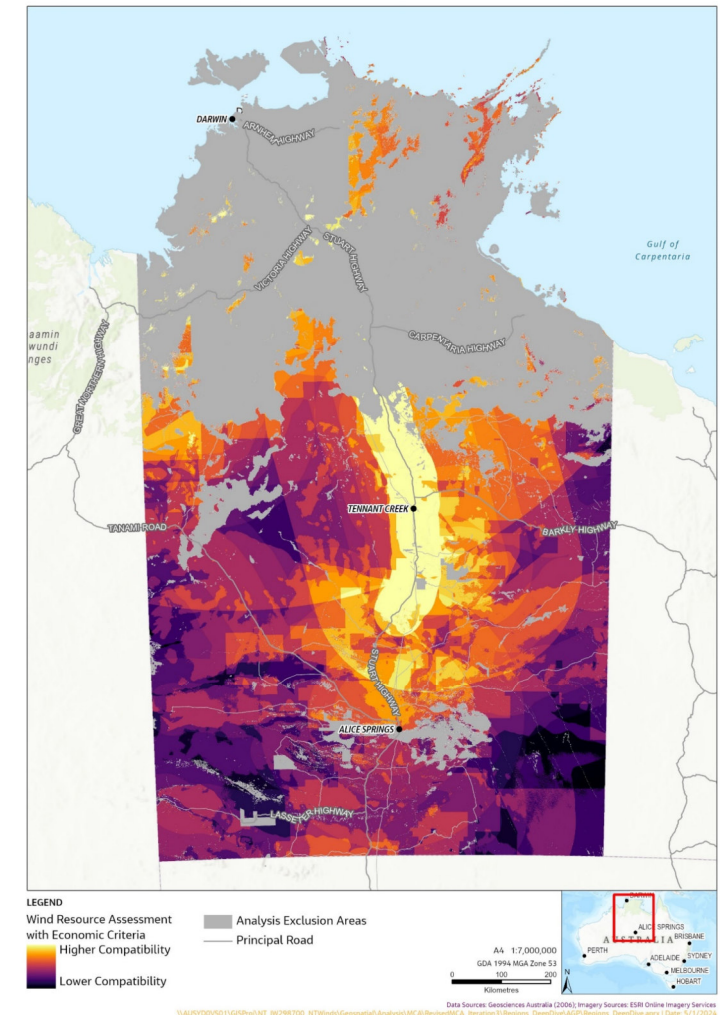 DARWIN
ARNHEM HIGHWAY
STUART HIGHWAY
VICTORIA HIGHWAY
Gulf of
Carpentaria
GREAT NORTHERN HIGHWAY
aamin
wundi
nges
CARPENTARIA HIGHWAY
TENNANT CREEK
TANAMI ROAD
BARKLY HIGHWAY
STUART HIGHWAY
ALICE SPRINGS
LASSETER HIGHWAY
LEGEND
Wind Resource Assessment
with Economic Criteria
Higher Compatibility
Lower Compatibility
Analysis Exclusion Areas
Principal Road
A4 1:7,000,000
GDA 1994 MGA Zone 53
0 100 200
Kilometres
N
DARWIN
ALICE SPRINGS
AUSTRALIA
BRISBANE
PERTH
ADELAIDE
SYDNEY
MELBOURNE
HOBART
Data Sources: Geosciences Australia (2006); Imagery Sources: ESRI Online Imagery Services